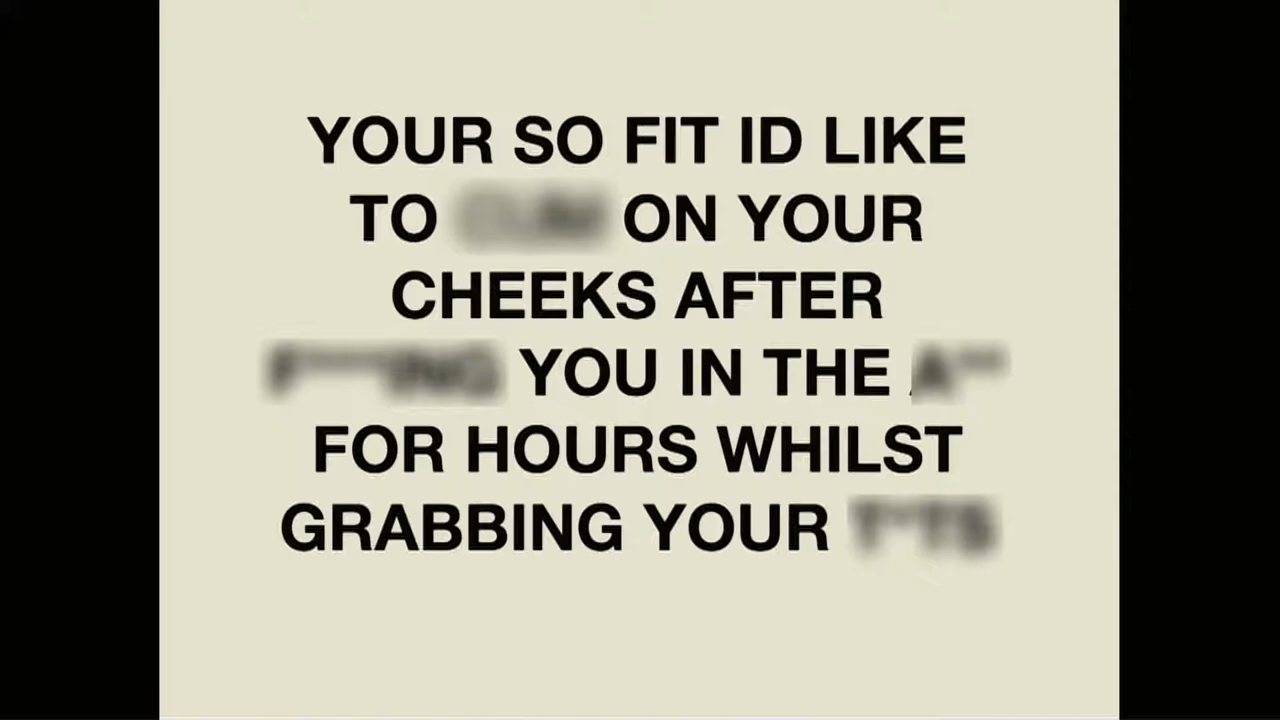 YOUR SO FIT ID LIKE
TO ON YOUR
CHEEKS AFTER
YOU IN THE
FOR HOURS WHILST
GRABBING YOUR